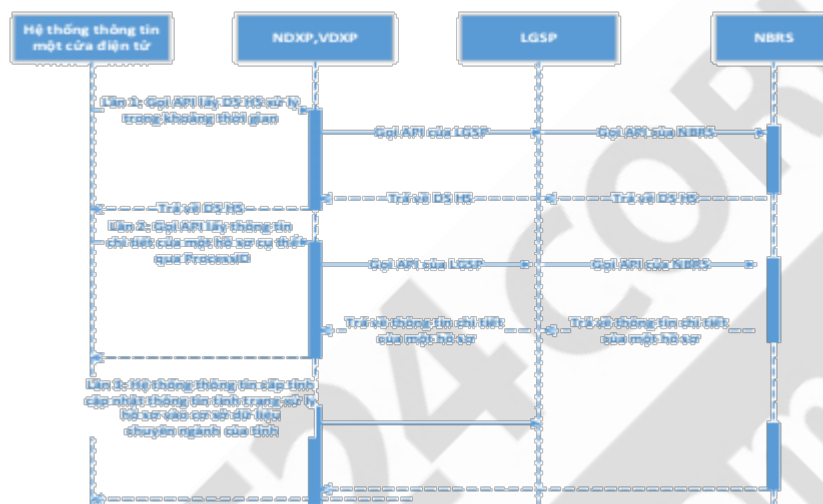 Hệ thống thông tin
một cửa điện tử
NDXP,VDXP
LGSP
NBRS
Lần 1: Gọi API lấy DS HS xử lý
trong khoảng thời gian
Gọi API của LGSP
Gọi API của NBRS
Trả về DS HS
Trả về DS HS
Trả về DS HS
Lần 2: Gọi API lấy thông tin
chi tiết của một hồ sơ cụ thể
qua ProcessID
Gọi API của LGSP
Gọi API của NBRS
Trả về thông tin chi tiết
của một hồ sơ
Trả về thông tin chi tiết
của một hồ sơ
Lần 3: Hệ thống thông tin cấp tỉnh
cập nhật thông tin tình trạng xử lý
hồ sơ vào cơ sở dữ liệu
chuyên ngành của tỉnh